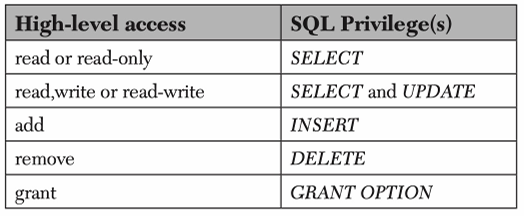 High-level access SQL Privilege(s)
read or read-only SELECT
read,write or read-write SELECT and UPDATE
add INSERT
remove DELETE
grant GRANT OPTION